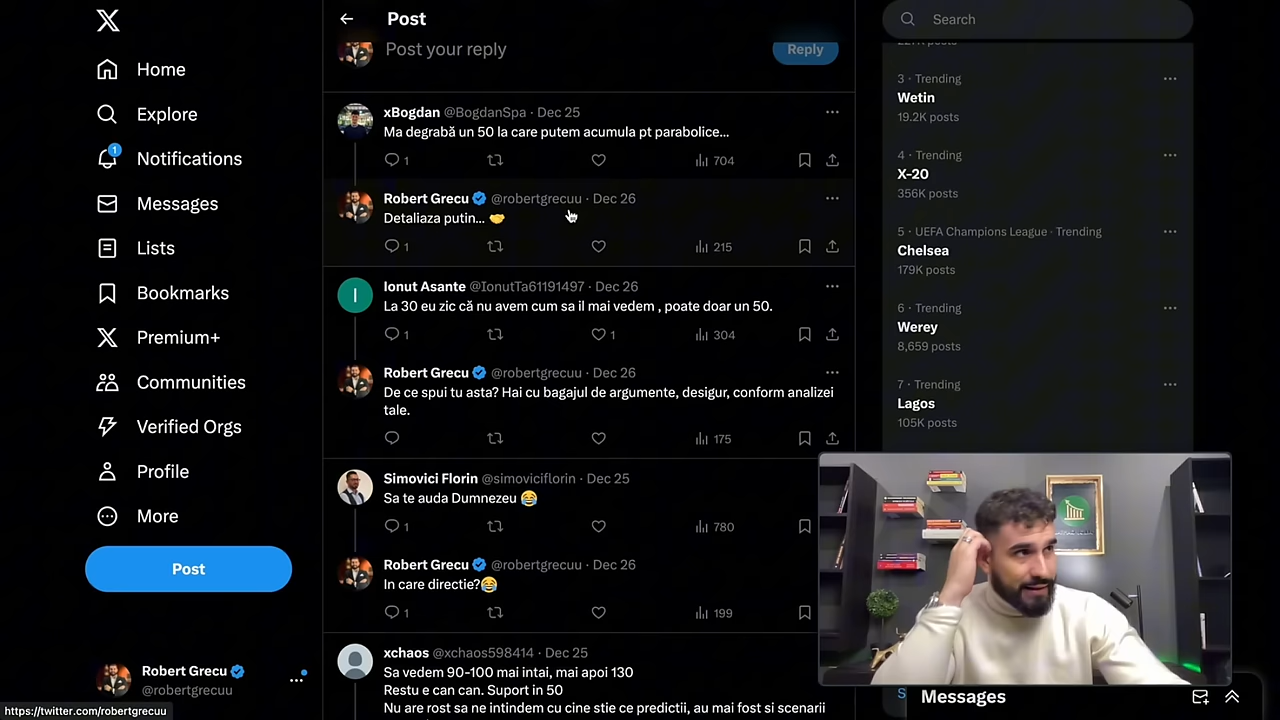 Home
Explore
1
Notifications
Messages
Lists
Bookmarks
Premium+
Communities
Verified Orgs
Profile
More
Post
Robert Grecu
@robertgrecuu
https://twitter.com/robertgrecuu
Post
Post your reply
Reply
xBogdan @BogdanSpa · Dec 25
Ma degrabă un 50 la care putem acumula pt parabolice...
1
704
Robert Grecu @robertgrecuu · Dec 26
Detaliaza putin... 🤝
1
215
Ionut Asante @IonutTa61191497 · Dec 26
I
La 30 eu zic că nu avem cum sa il mai vedem , poate doar un 50.
1
1
304
Robert Grecu @robertgrecuu · Dec 26
De ce spui tu asta? Hai cu bagajul de argumente, desigur, conform analizei
tale.
175
Simovici Florin @simoviciflorin · Dec 25
Sa te auda Dumnezeu 😂
1
780
Robert Grecu @robertgrecuu · Dec 26
In care directie?😂
1
199
xchaos @xchaos598414 · Dec 25
Sa vedem 90-100 mai intai, mai apoi 130
Restu e can can. Suport in 50
Nu are rost sa ne intindem cu cine stie ce predictii, au mai fost si scenarii
Search
3 · Trending
Wetin
19.2K posts
4 · Trending
X-20
356K posts
5 · UEFA Champions League · Trending
Chelsea
179K posts
6 · Trending
Werey
8,659 posts
7 · Trending
Lagos
105K posts
S
Messages